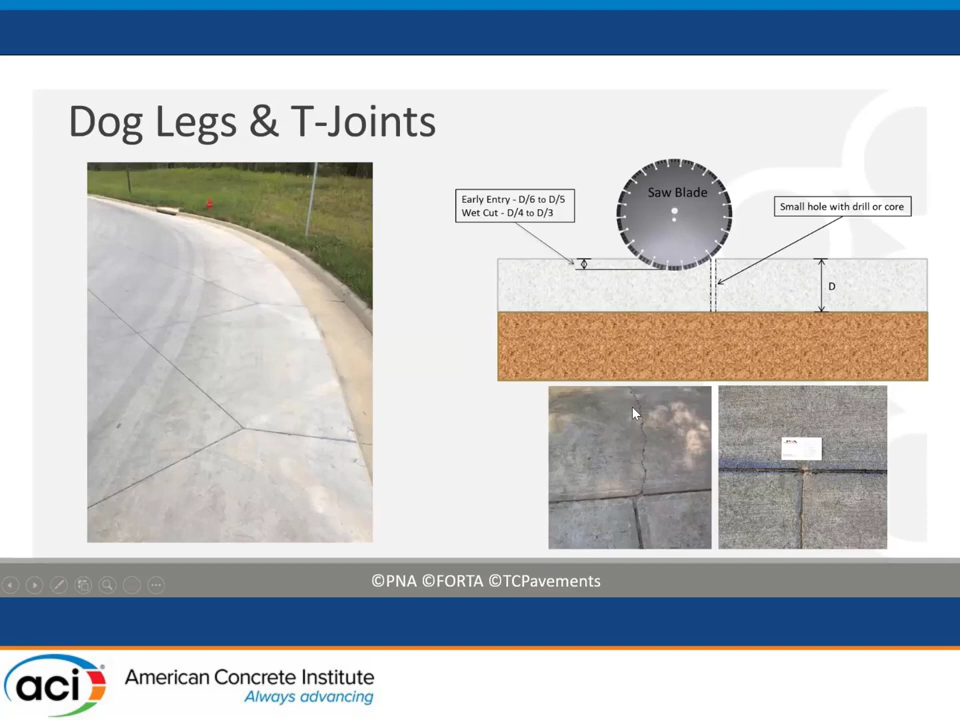 Dog Legs & T-Joints
Early Entry - D/6 to D/5
Wet Cut - D/4 to D/3
Saw Blade
Small hole with drill or core
D
©PNA ©FORTA ©TCPavements
aci
American Concrete Institute
Always advancing